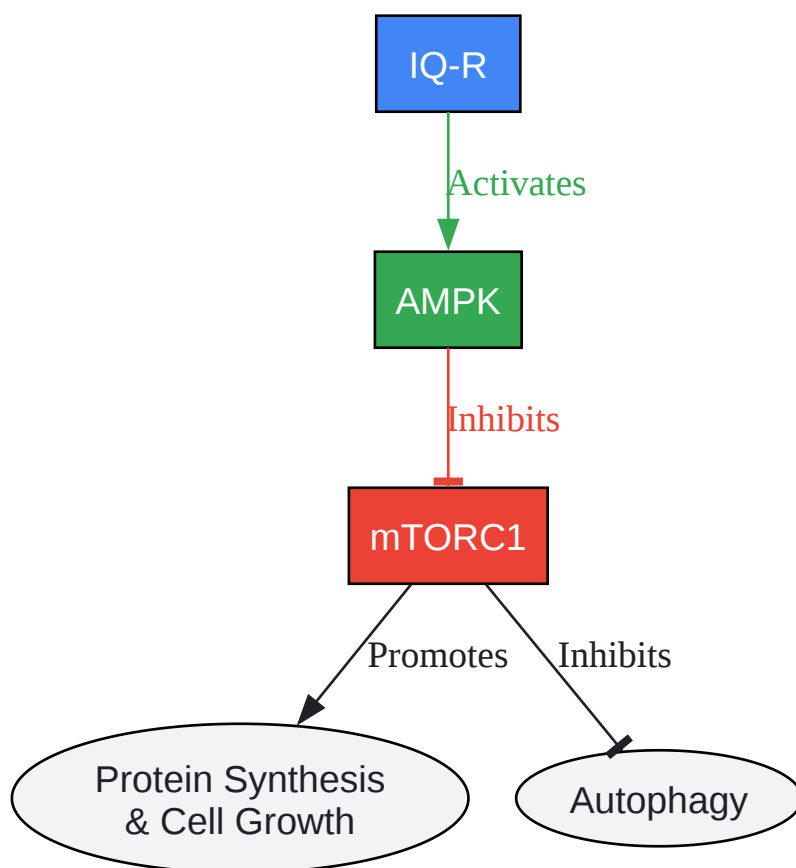 IQ-R
Activates
AMPK
Inhibits
mTORC1
Promotes
Inhibits
Protein Synthesis
& Cell Growth
Autophagy